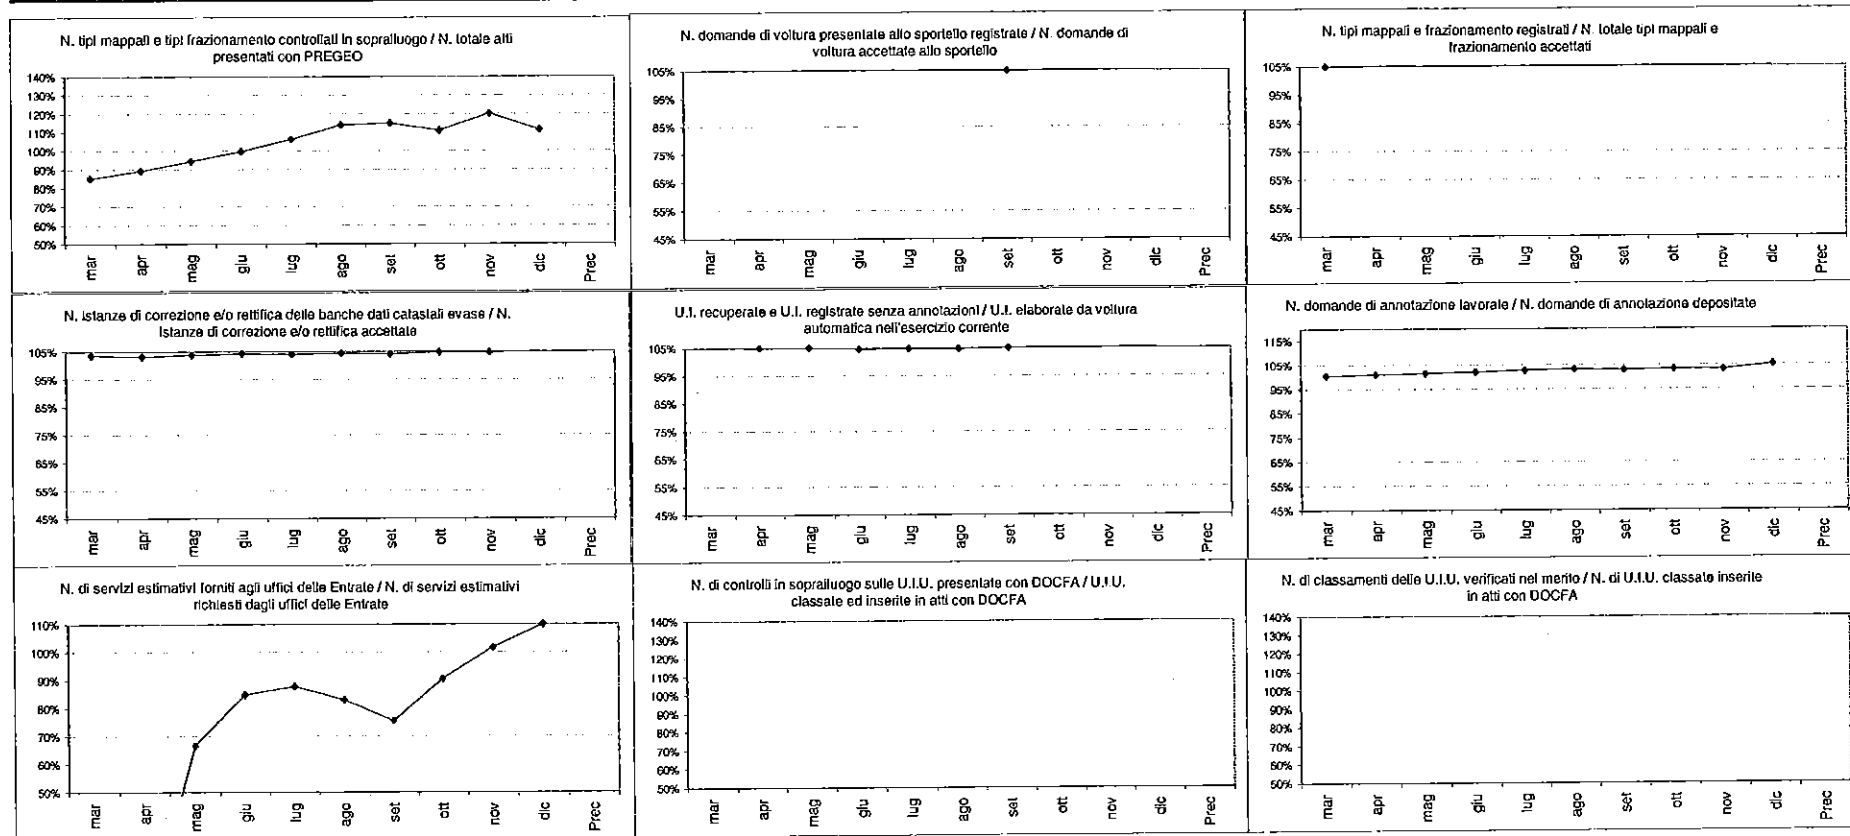 N. tipi mappali e tipi frazionamento controllati in sopralluogo / N. totale atti
presentati con PREGEO
140%
130%
120%
110%
100%
90%
80%
70%
60%
50%
mar apr mag giu lug ago set ott nov dic Prec
N. domande di voltura presentate allo sportello registrate / N. domande di
voltura accettate allo sportello
105%
95%
85%
75%
65%
55%
45%
mar apr mag giu lug ago set ott nov dic Prec
N. tipi mappali e frazionamento registrati / N. totale tipi mappali e
frazionamento accettati
105%
95%
85%
75%
65%
55%
45%
mar apr mag giu lug ago set ott nov dic Prec
N. istanze di correzione e/o rettifica delle banche dati catastali evase / N.
istanze di correzione e/o rettifica accettate
105%
95%
85%
75%
65%
55%
45%
mar apr mag giu lug ago set ott nov dic Prec
U.I. recuperate e U.I. registrate senza annotazioni / U.I. elaborate da voltura
automatica nell'esercizio corrente
105%
95%
85%
75%
65%
55%
45%
mar apr mag giu lug ago set ott nov dic Prec
N. domande di annotazione lavorate / N. domande di annotazione depositate
115%
105%
95%
85%
75%
65%
55%
45%
mar apr mag giu lug ago set ott nov dic Prec
N. di servizi estimativi forniti agli uffici delle Entrate / N. di servizi estimativi
richiesti dagli uffici delle Entrate
110%
100%
90%
80%
70%
60%
50%
mar apr mag giu lug ago set ott nov dic Prec
N. di controlli in sopralluogo sulle U.I.U. presentate con DOCFA / U.I.U.
classate ed inserite in atti con DOCFA
140%
130%
120%
110%
100%
90%
80%
70%
60%
50%
mar apr mag giu lug ago set ott nov dic Prec
N. di classamenti delle U.I.U. verificati nel merito / N. di U.I.U. classate inserite
in atti con DOCFA
140%
130%
120%
110%
100%
90%
80%
70%
60%
50%
mar apr mag giu lug ago set ott nov dic Prec